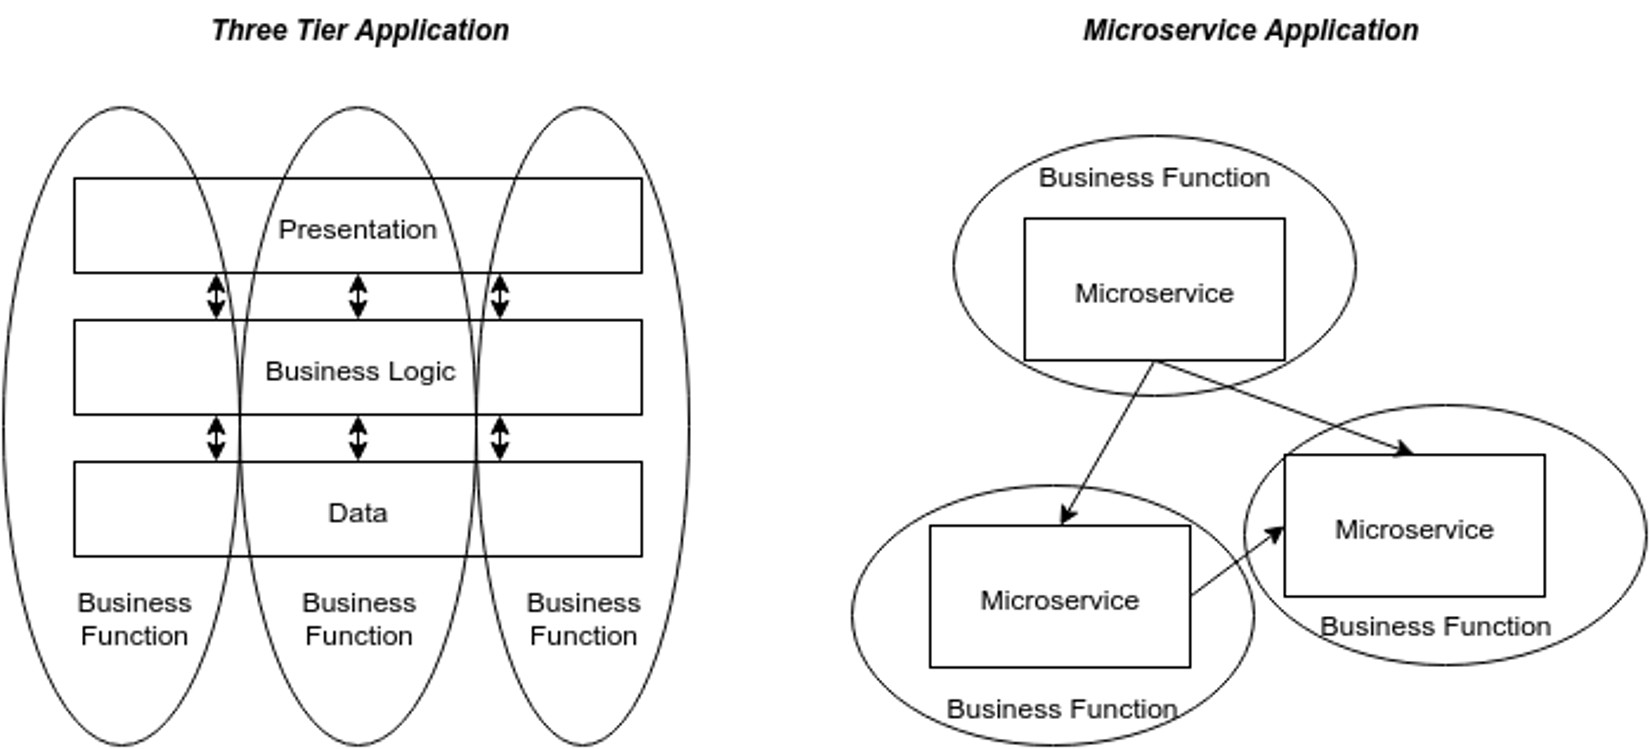 Three Tier Application
Presentation
Business Logic
Data
Business
Function
Business
Function
Business
Function
Microservice Application
Business Function
Microservice
Microservice
Business Function
Microservice
Business Function